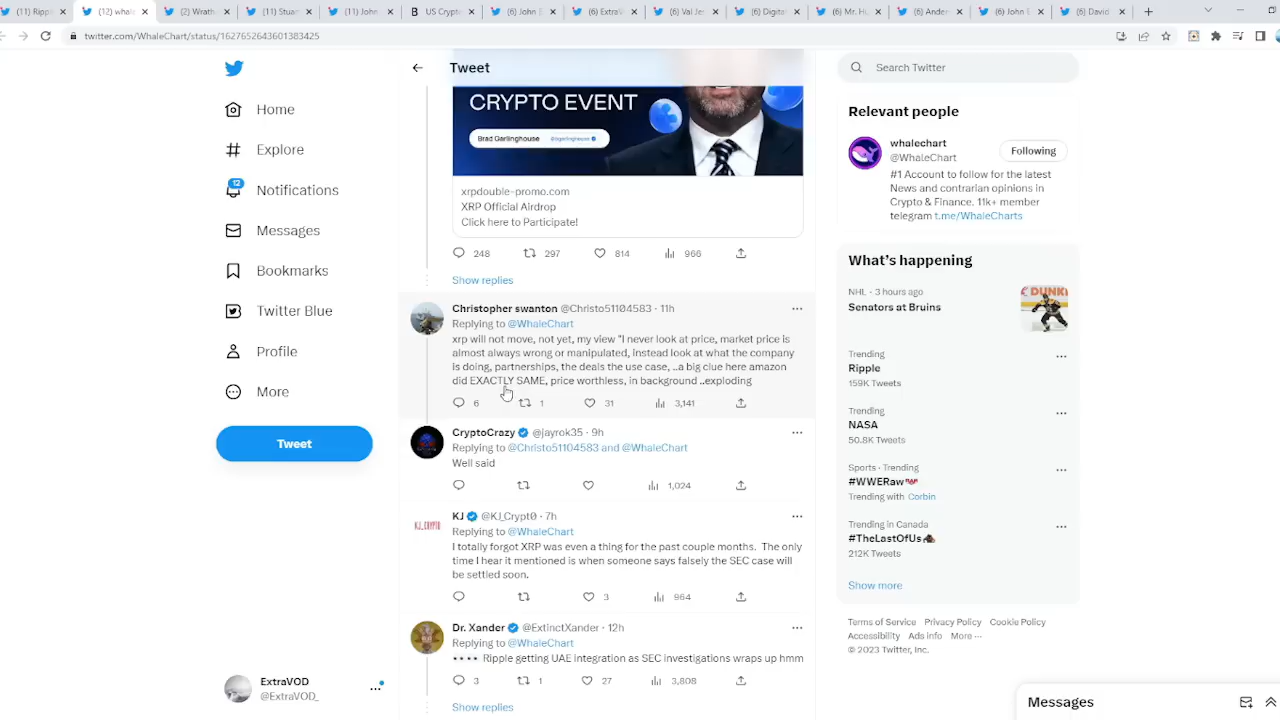 (11) Rippl
(12) whale
(2) Wrath
(11) Stuar
(11) John
US Crypto
(6) John E
(6) ExtraV
(6) Val Je
(6) Digital
(6) Mr. Hu
(6) Anders
(6) John E
(6) David
twitter.com/WhaleChart/status/1627652643601383425
Home
Explore
12
Notifications
Messages
Bookmarks
Twitter Blue
Profile
More
Tweet
ExtraVOD
@ExtraVOD_
Tweet
CRYPTO EVENT
Brad Garlinghouse @bgarlinghouse
xrpdouble-promo.com
XRP Official Airdrop
Click here to Participate!
248 297 814 966
Show replies
Christopher swanton @Christo51104583 · 11h
Replying to @WhaleChart
xrp will not move, not yet, my view "I never look at price, market price is
almost always wrong or manipulated, instead look at what the company
is doing, partnerships, the deals the use case, ..a big clue here amazon
did EXACTLY SAME, price worthless, in background ..exploding
6 1 31 3,141
CryptoCrazy @jayrok35 · 9h
Replying to @Christo51104583 and @WhaleChart
Well said
1,024
KJ @KJ_Crypt0 · 7h
KJ_CRYPTO
Replying to @WhaleChart
I totally forgot XRP was even a thing for the past couple months. The only
time I hear it mentioned is when someone says falsely the SEC case will
be settled soon.
3 964
Dr. Xander @ExtinctXander · 12h
Replying to @WhaleChart
•••• Ripple getting UAE integration as SEC investigations wraps up hmm
3 1 27 3,808
Show replies
Search Twitter
Relevant people
whalechart
@WhaleChart
Following
#1 Account to follow for the latest
News and contrarian opinions in
Crypto & Finance. 11k+ member
telegram t.me/WhaleCharts
What's happening
NHL · 3 hours ago
Senators at Bruins
DUNKI
Trending
Ripple
159K Tweets
Trending
NASA
50.8K Tweets
Sports · Trending
#WWERaw
Trending with Corbin
Trending in Canada
#TheLastOfUs
212K Tweets
Show more
Terms of Service Privacy Policy Cookie Policy
Accessibility Ads info More ···
© 2023 Twitter, Inc.
Messages